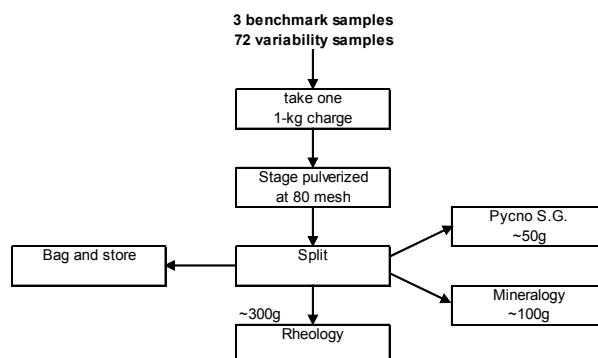 3 benchmark samples
72 variability samples
take one
1-kg charge
Stage pulverized
at 80 mesh
Pycno S.G.
~50g
Bag and store
Split
Mineralogy
~100g
~300g
Rheology